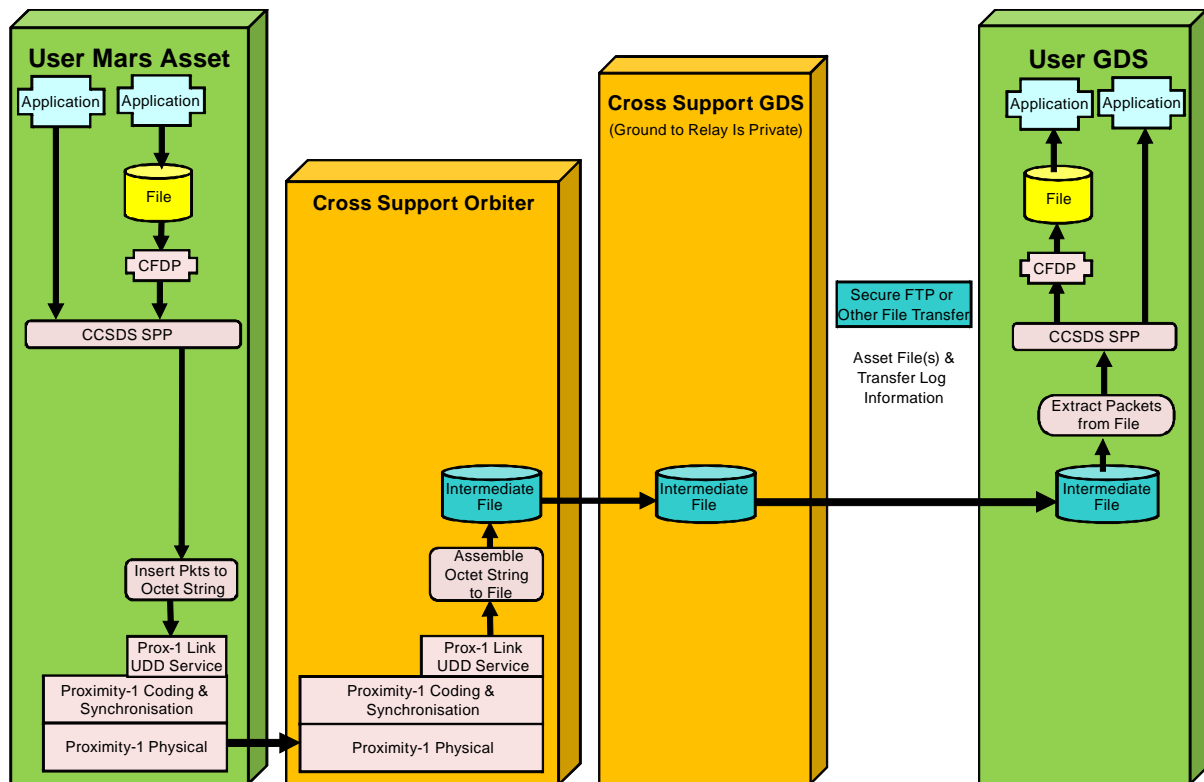 User Mars Asset
Application
Application
File
CFDP
CCSDS SPP
Insert Pkts to
Octet String
Prox-1 Link
UDD Service
Proximity-1 Coding &
Synchronisation
Proximity-1 Physical
Cross Support Orbiter
Intermediate
File
Assemble
Octet String
to File
Prox-1 Link
UDD Service
Proximity-1 Coding &
Synchronisation
Proximity-1 Physical
Cross Support GDS
(Ground to Relay Is Private)
Intermediate
File
Secure FTP or
Other File Transfer
Asset File(s) &
Transfer Log
Information
User GDS
Application
Application
File
CFDP
CCSDS SPP
Extract Packets
from File
Intermediate
File